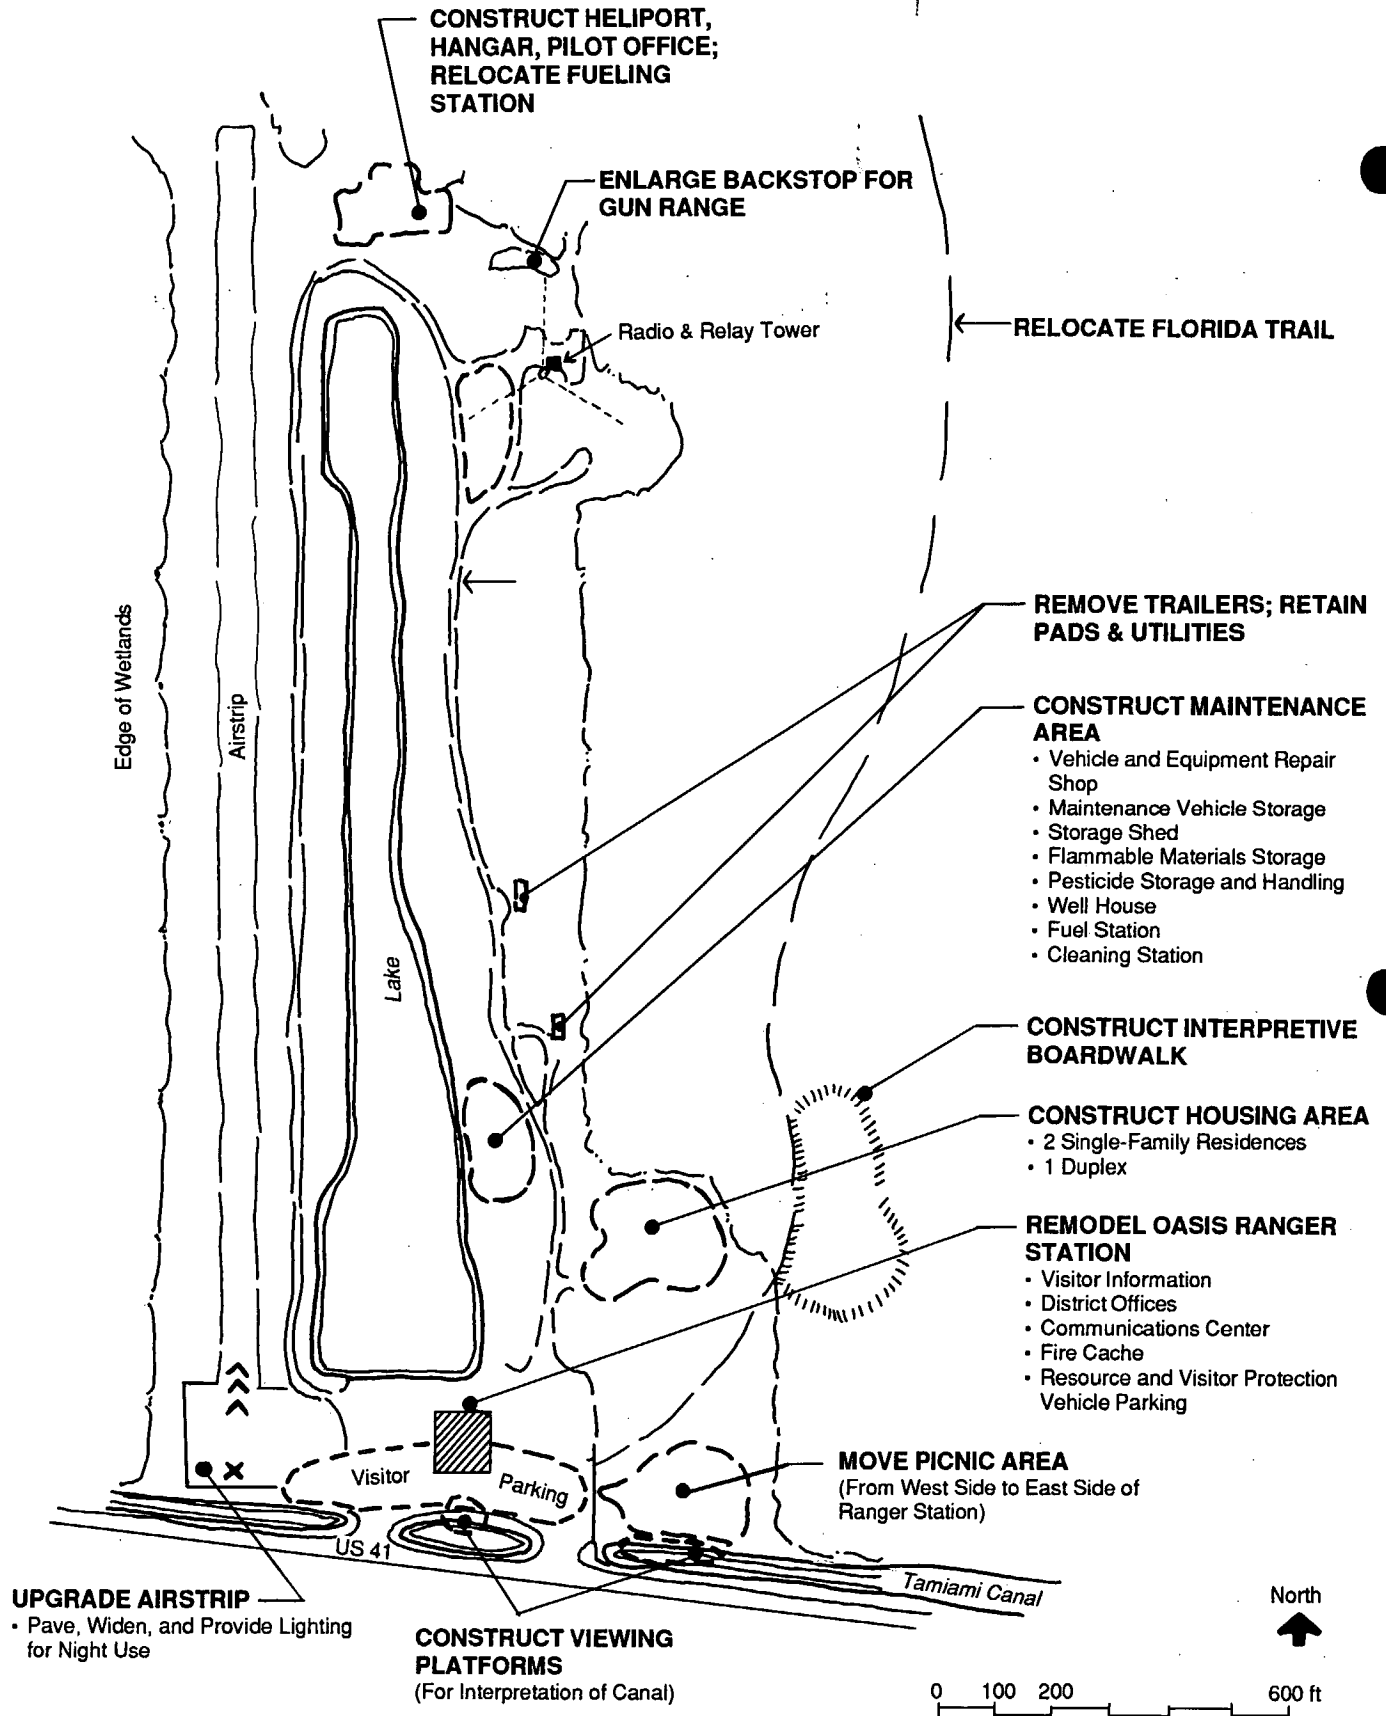 CONSTRUCT HELIPORT,
HANGAR, PILOT OFFICE;
RELOCATE FUELING
STATION
ENLARGE BACKSTOP FOR
GUN RANGE
Radio & Relay Tower
RELOCATE FLORIDA TRAIL
REMOVE TRAILERS; RETAIN
PADS & UTILITIES
Edge of Wetlands
Airstrip
Lake
CONSTRUCT MAINTENANCE
AREA
• Vehicle and Equipment Repair
Shop
• Maintenance Vehicle Storage
• Storage Shed
• Flammable Materials Storage
• Pesticide Storage and Handling
• Well House
• Fuel Station
• Cleaning Station
CONSTRUCT INTERPRETIVE
BOARDWALK
CONSTRUCT HOUSING AREA
• 2 Single-Family Residences
• 1 Duplex
REMODEL OASIS RANGER
STATION
• Visitor Information
• District Offices
• Communications Center
• Fire Cache
• Resource and Visitor Protection
Vehicle Parking
MOVE PICNIC AREA
(From West Side to East Side of
Ranger Station)
Visitor Parking
US 41
Tamiami Canal
UPGRADE AIRSTRIP
• Pave, Widen, and Provide Lighting
for Night Use
CONSTRUCT VIEWING
PLATFORMS
(For Interpretation of Canal)
North
0 100 200 600 ft